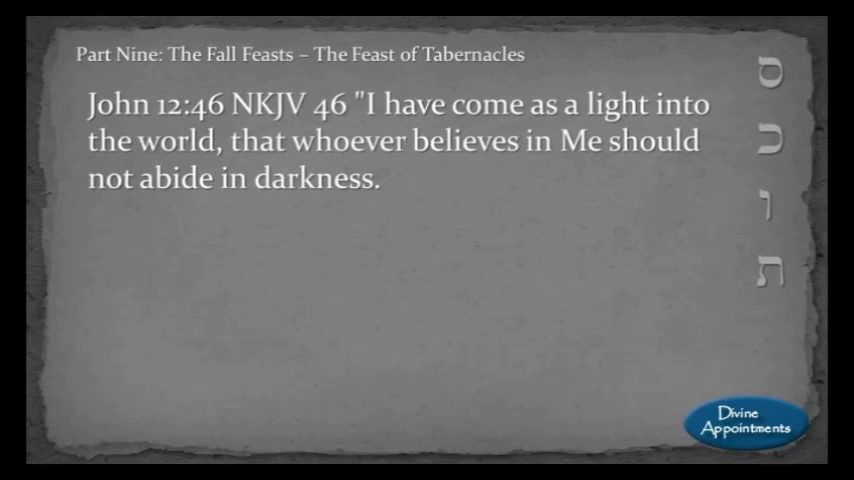 Part Nine: The Fall Feasts – The Feast of Tabernacles
John 12:46 NKJV 46 "I have come as a light into
the world, that whoever believes in Me should
not abide in darkness.
ס
ט
י
ת
Divine
Appointments